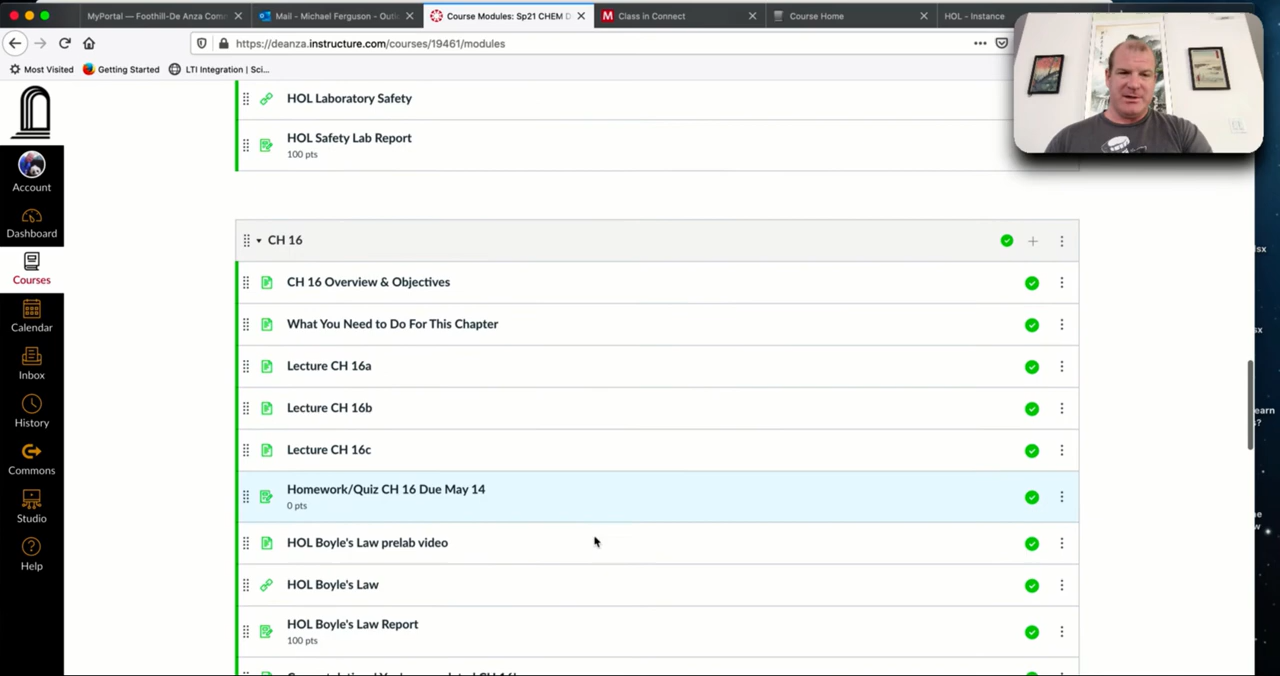 MyPortal — Foothill-De Anza Com
Mail - Michael Ferguson - Outl
Course Modules: Sp21 CHEM D
Class in Connect
Course Home
HOL - Instance
https://deanza.instructure.com/courses/19461/modules
Most Visited
Getting Started
LTI Integration | Sci...
Account
Dashboard
Courses
Calendar
Inbox
History
Commons
Studio
Help
HOL Laboratory Safety
HOL Safety Lab Report
100 pts
CH 16
CH 16 Overview & Objectives
What You Need to Do For This Chapter
Lecture CH 16a
Lecture CH 16b
Lecture CH 16c
Homework/Quiz CH 16 Due May 14
0 pts
HOL Boyle's Law prelab video
HOL Boyle's Law
HOL Boyle's Law Report
100 pts